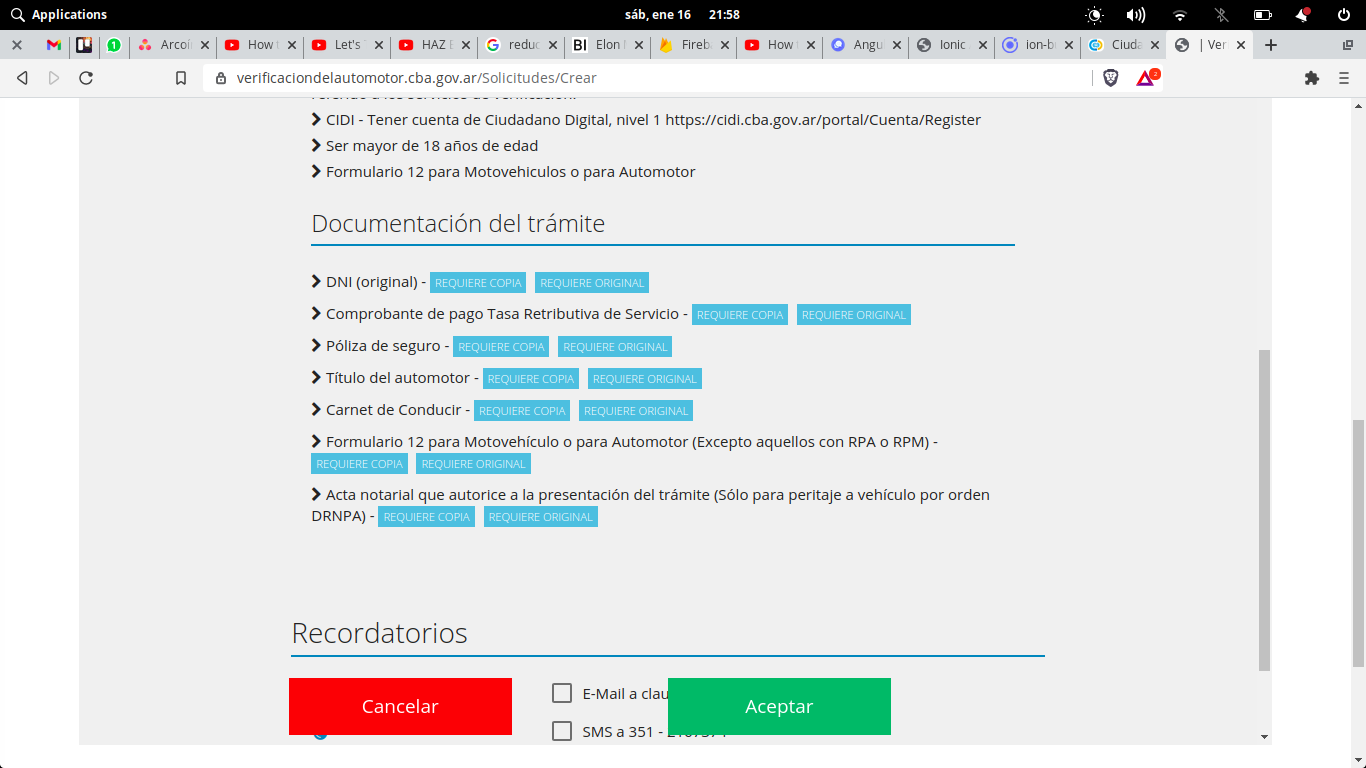 Applications
sáb, ene 16 21:58
1
Arcoí
How t
Let's
HAZ E
reduc
BI Elon
Fireb
How
Angu
Ionic
ion-b
Ciuda
| Ver
verificaciondelautomotor.cba.gov.ar/Solicitudes/Crear
2
CIDI - Tener cuenta de Ciudadano Digital, nivel 1 https://cidi.cba.gov.ar/portal/Cuenta/Register
Ser mayor de 18 años de edad
Formulario 12 para Motovehiculos o para Automotor
Documentación del trámite
DNI (original) - REQUIERE COPIA REQUIERE ORIGINAL
Comprobante de pago Tasa Retributiva de Servicio - REQUIERE COPIA REQUIERE ORIGINAL
Póliza de seguro - REQUIERE COPIA REQUIERE ORIGINAL
Título del automotor - REQUIERE COPIA REQUIERE ORIGINAL
Carnet de Conducir - REQUIERE COPIA REQUIERE ORIGINAL
Formulario 12 para Motovehículo o para Automotor (Excepto aquellos con RPA o RPM) -
REQUIERE COPIA REQUIERE ORIGINAL
Acta notarial que autorice a la presentación del trámite (Sólo para peritaje a vehículo por orden
DRNPA) - REQUIERE COPIA REQUIERE ORIGINAL
Recordatorios
Cancelar
E-Mail a clau
Aceptar
SMS a 351 -